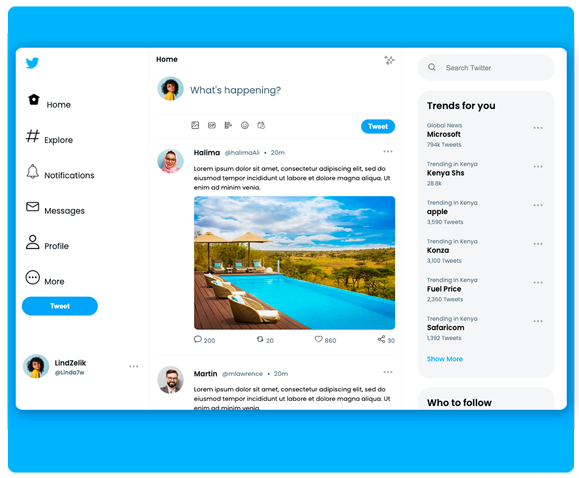 Home
Explore
Notifications
Messages
Profile
More
Tweet
LindZelik
@Linda7w
Home
What's happening?
Tweet
Halima @halimaAli • 20m
Lorem ipsum dolor sit amet, consectetur adipiscing elit, sed do
eiusmod tempor incididunt ut labore et dolore magna aliqua. Ut
enim ad minim venia.
200 20 860 30
Martin @mlawrence • 20m
Lorem ipsum dolor sit amet, consectetur adipiscing elit, sed do
eiusmod tempor incididunt ut labore et dolore magna aliqua. Ut
enim ad minim venia.
Search Twitter
Trends for you
Global News
Microsoft
794k Tweets
Trending in Kenya
Kenya Shs
28.8k
Trending in Kenya
apple
3,590 Tweets
Trending in Kenya
Konza
3,100 Tweets
Trending in Kenya
Fuel Price
2,360 Tweets
Trending in Kenya
Safaricom
1,392 Tweets
Show More
Who to follow